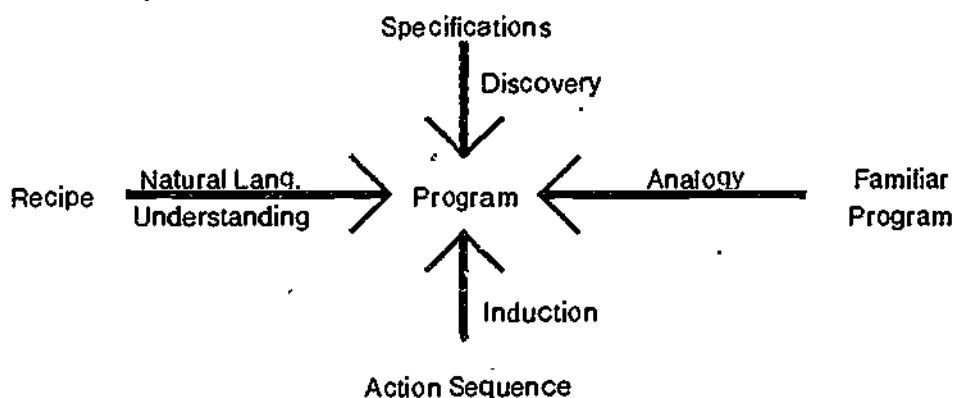 Specifications
Discovery
Natural Lang.
Understanding
Recipe
Program
Analogy
Familiar
Program
Induction
Action Sequence